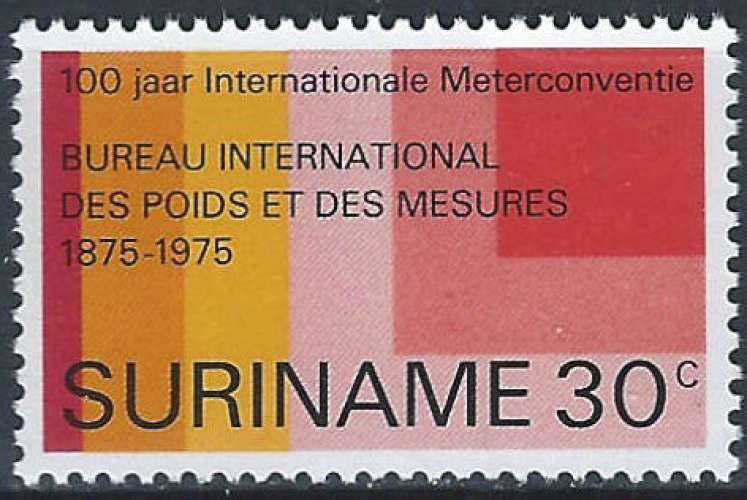 100 jaar Internationale Meterconventie
BUREAU INTERNATIONAL
DES POIDS ET DES MESURES
1875-1975
SURINAME 30c